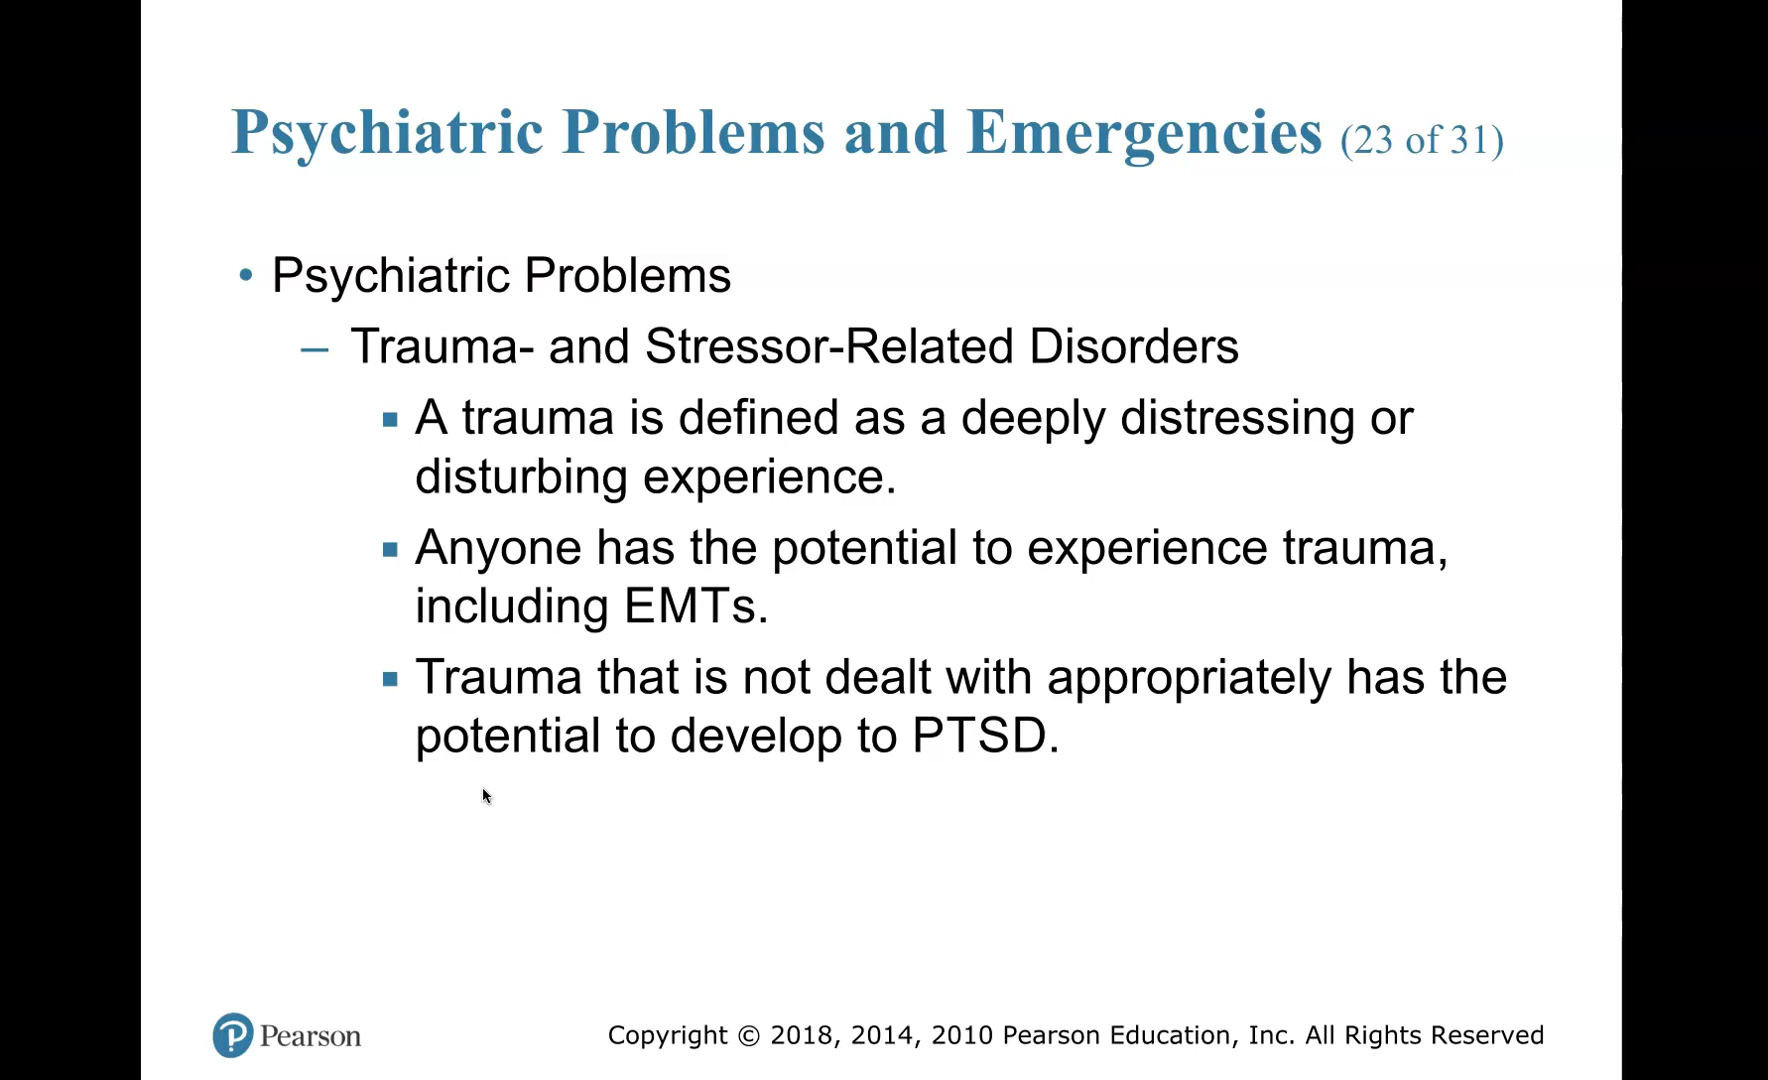 Psychiatric Problems and Emergencies (23 of 31)
• Psychiatric Problems
– Trauma- and Stressor-Related Disorders
▪ A trauma is defined as a deeply distressing or
disturbing experience.
▪ Anyone has the potential to experience trauma,
including EMTs.
▪ Trauma that is not dealt with appropriately has the
potential to develop to PTSD.
Pearson
Copyright © 2018, 2014, 2010 Pearson Education, Inc. All Rights Reserved